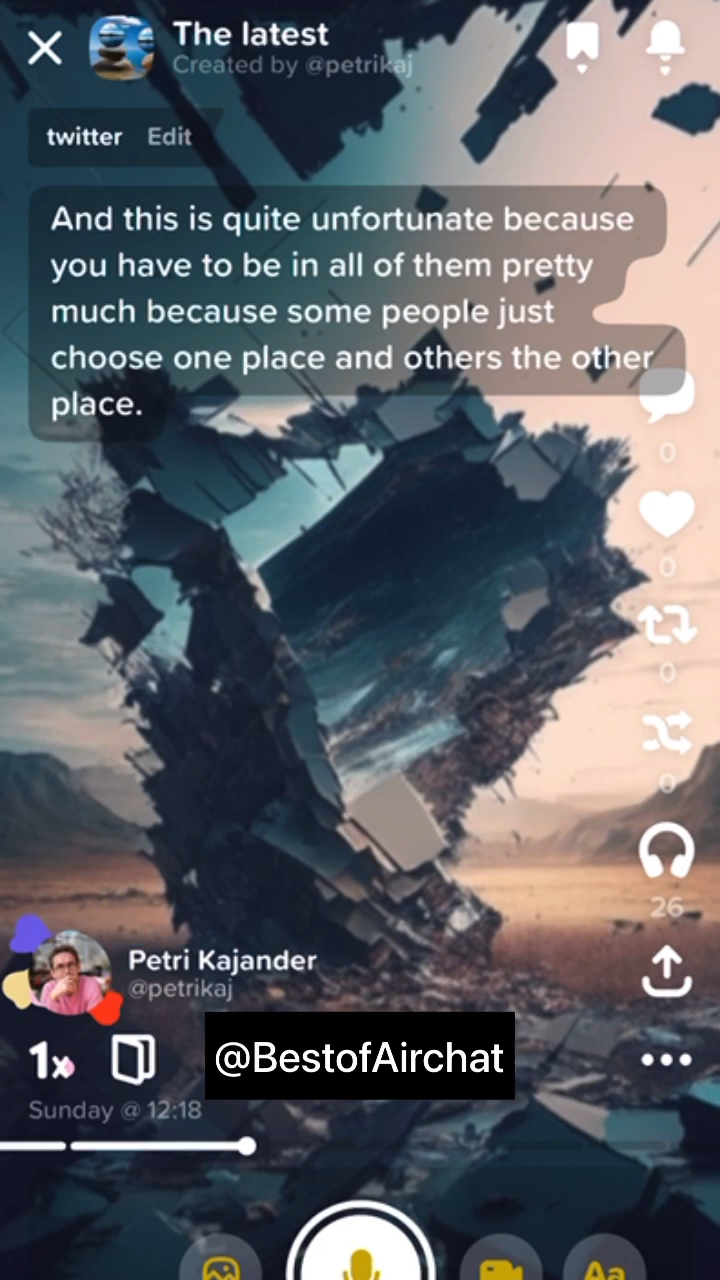 The latest
Created by @petrikaj
twitter Edit
And this is quite unfortunate because
you have to be in all of them pretty
much because some people just
choose one place and others the other
place.
0
0
0
0
26
Petri Kajander
@petrikaj
1x
@BestofAirchat
Sunday @ 12:18
Aa